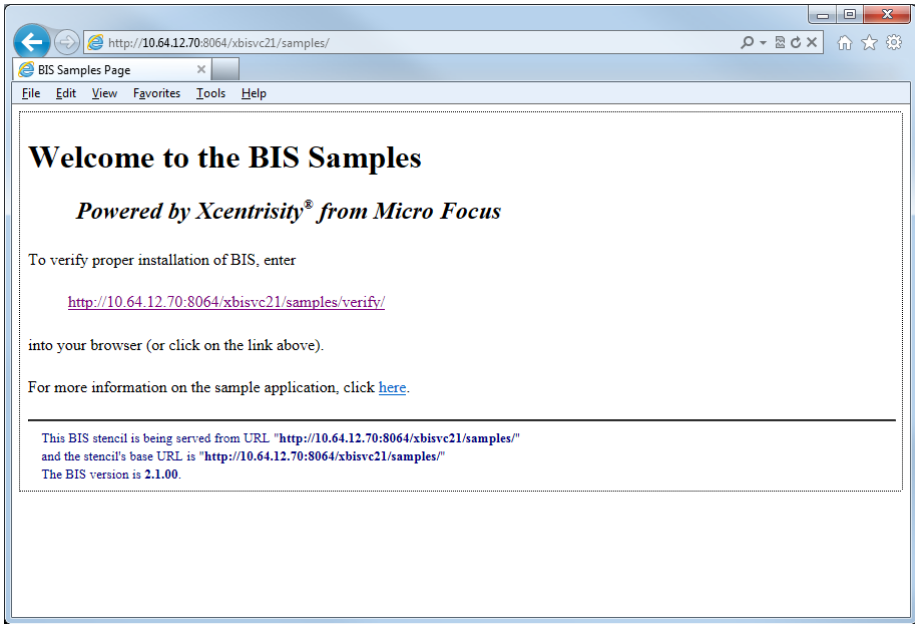 http://10.64.12.70:8064/xbisvc21/samples/
BIS Samples Page
File Edit View Favorites Tools Help
Welcome to the BIS Samples
Powered by Xcentrisity® from Micro Focus
To verify proper installation of BIS, enter
http://10.64.12.70:8064/xbisvc21/samples/verify/
into your browser (or click on the link above).
For more information on the sample application, click here.
This BIS stencil is being served from URL "http://10.64.12.70:8064/xbisvc21/samples/"
and the stencil's base URL is "http://10.64.12.70:8064/xbisvc21/samples/"
The BIS version is 2.1.00.